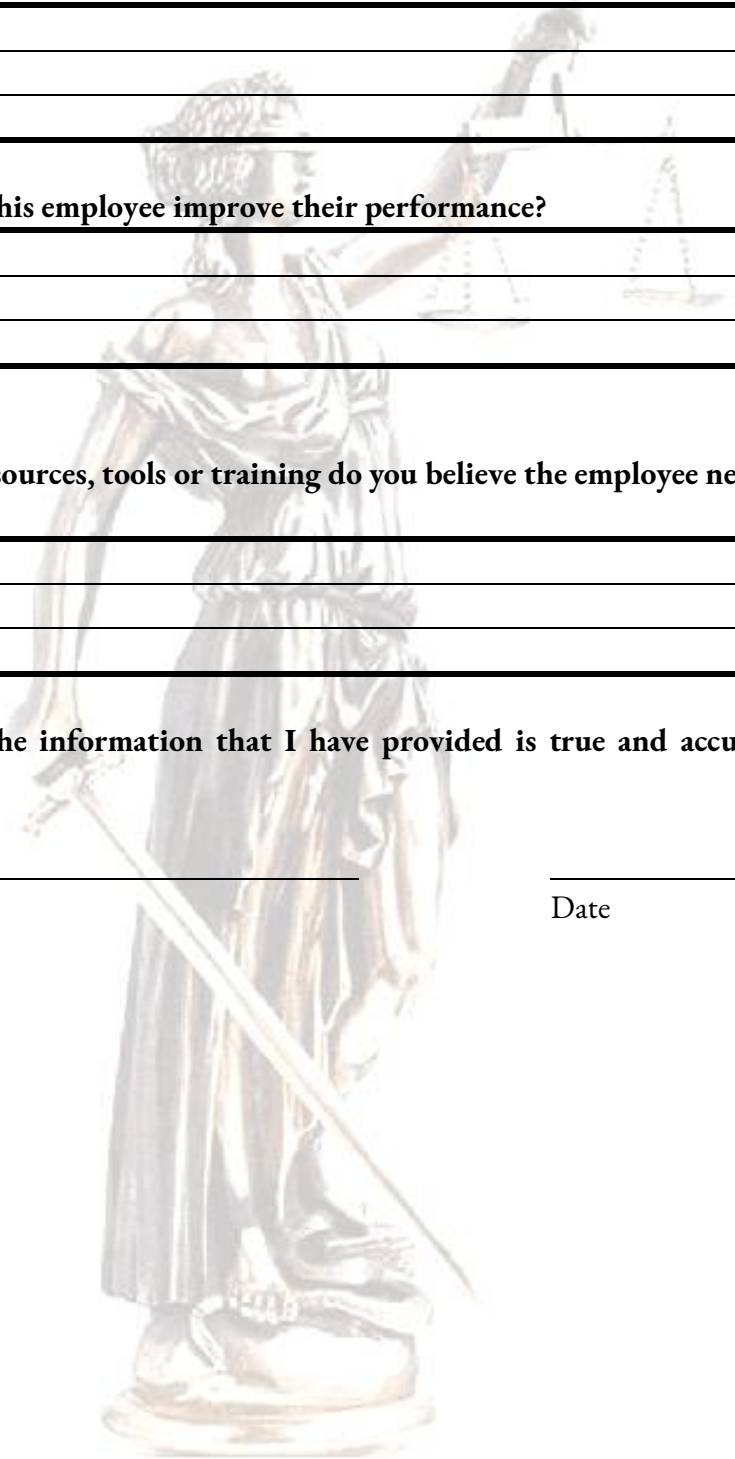 his employee improve their performance?
sources, tools or training do you believe the employee ne
he information that I have provided is true and accu
Date